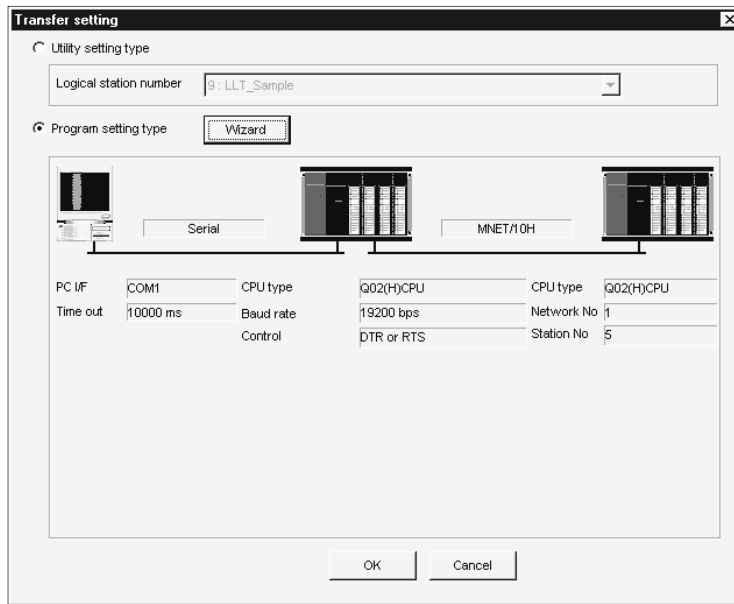 Transfer setting
Utility setting type
Logical station number 9 : LLT_Sample
Program setting type Wizard
Serial MNET/10H
PC I/F COM1 CPU type Q02(H)CPU CPU type Q02(H)CPU
Time out 10000 ms Baud rate 19200 bps Network No 1
Control DTR or RTS Station No 5
OK Cancel